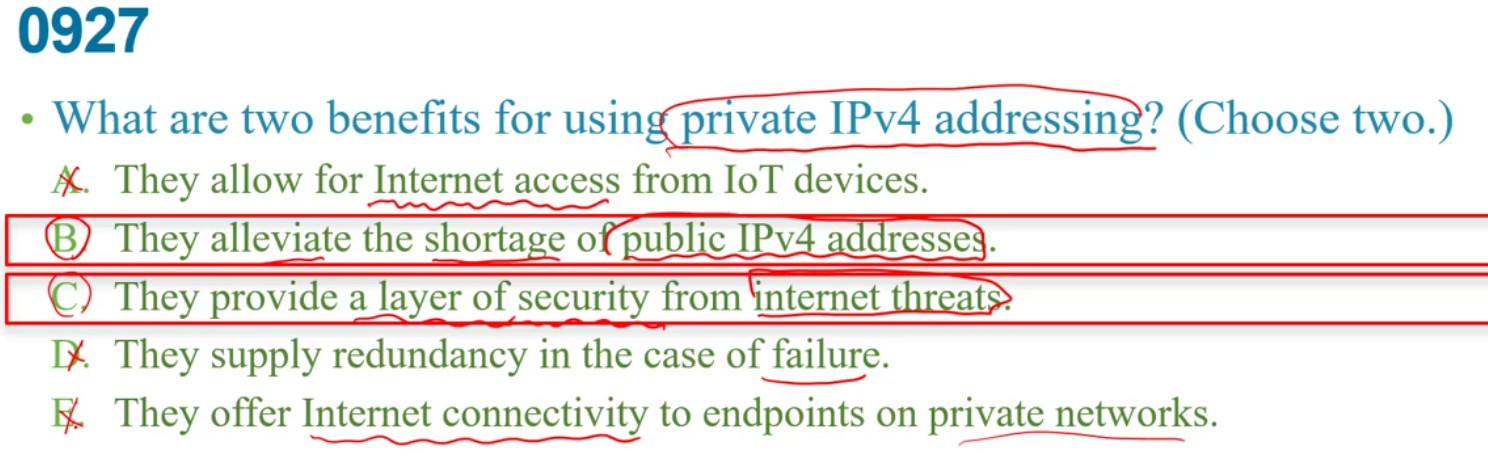 0927
• What are two benefits for using private IPv4 addressing? (Choose two.)
A. They allow for Internet access from IoT devices.
B. They alleviate the shortage of public IPv4 addresses.
C. They provide a layer of security from internet threats.
D. They supply redundancy in the case of failure.
E. They offer Internet connectivity to endpoints on private networks.